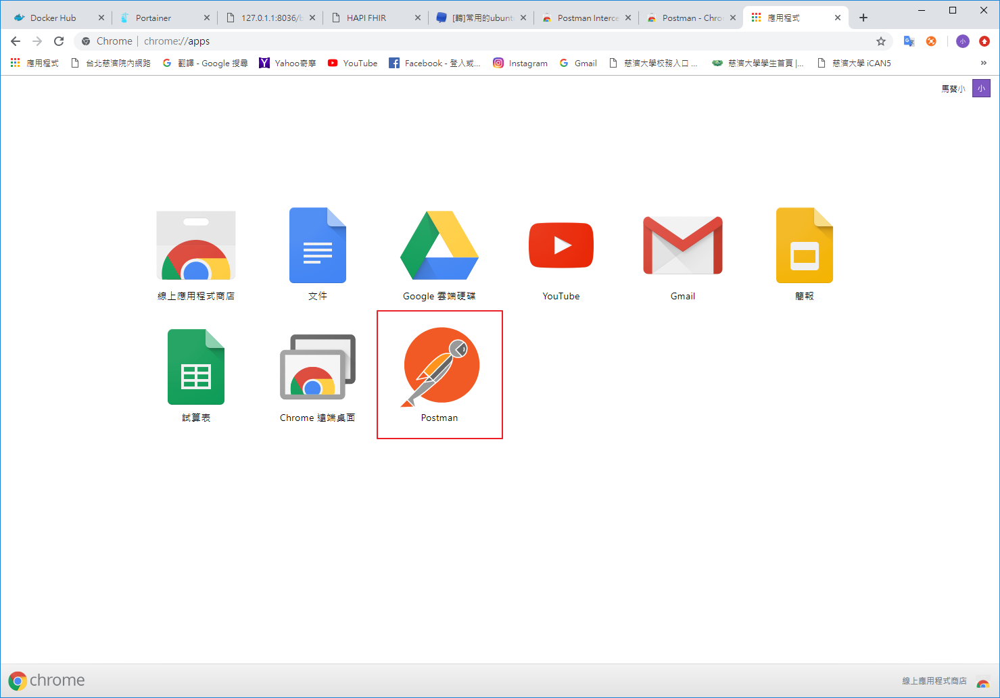 Docker Hub
Portainer
127.0.1.1:8036/b
HAPI FHIR
[轉]常用的ubunt
Postman Interce
Postman - Chro
應用程式
Chrome
chrome://apps
應用程式
台北慈濟院內網路
翻譯 - Google 搜尋
Yahoo奇摩
YouTube
Facebook - 登入或...
Instagram
Gmail
慈濟大學校務入口 ...
慈濟大學學生首頁 |...
慈濟大學 iCAN5
»
馬葵小
小
小
線上應用程式商店
文件
Google 雲端硬碟
YouTube
Gmail
簡報
試算表
Chrome 遠端桌面
Postman
chrome
線上應用程式商店